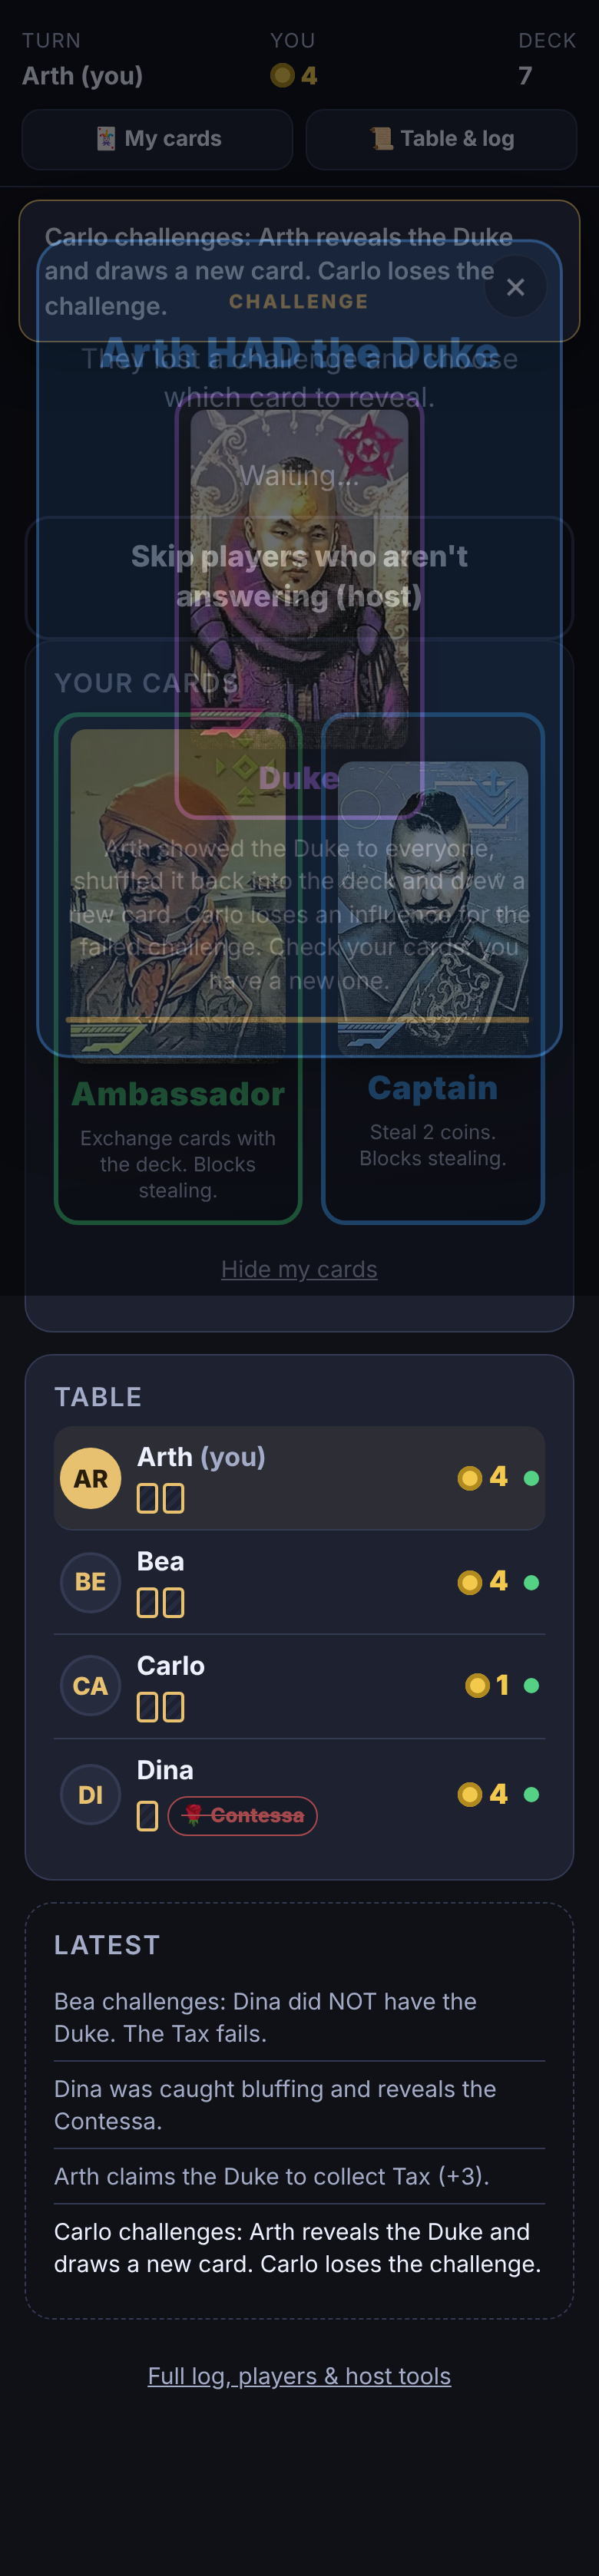 TURN YOU DECK
Arth (you) 4 7
My cards Table & log
Carlo challenges: Arth reveals the Duke
and draws a new card. Carlo loses the
challenge.
CHALLENGE
Arth HAD the Duke
They lost a challenge and choose
which card to reveal.
Waiting...
Skip players who aren't
answering (host)
YOUR CARDS
Duke
Arth showed the Duke to everyone,
shuffled it back into the deck and drew a
new card. Carlo loses an influence for the
failed challenge. Check your cards, you
have a new one.
Ambassador
Exchange cards with
the deck. Blocks
stealing.
Captain
Steal 2 coins.
Blocks stealing.
Hide my cards
TABLE
AR Arth (you) 4
BE Bea 4
CA Carlo 1
DI Dina 4
Contessa
LATEST
Bea challenges: Dina did NOT have the
Duke. The Tax fails.
Dina was caught bluffing and reveals the
Contessa.
Arth claims the Duke to collect Tax (+3).
Carlo challenges: Arth reveals the Duke and
draws a new card. Carlo loses the challenge.
Full log, players & host tools